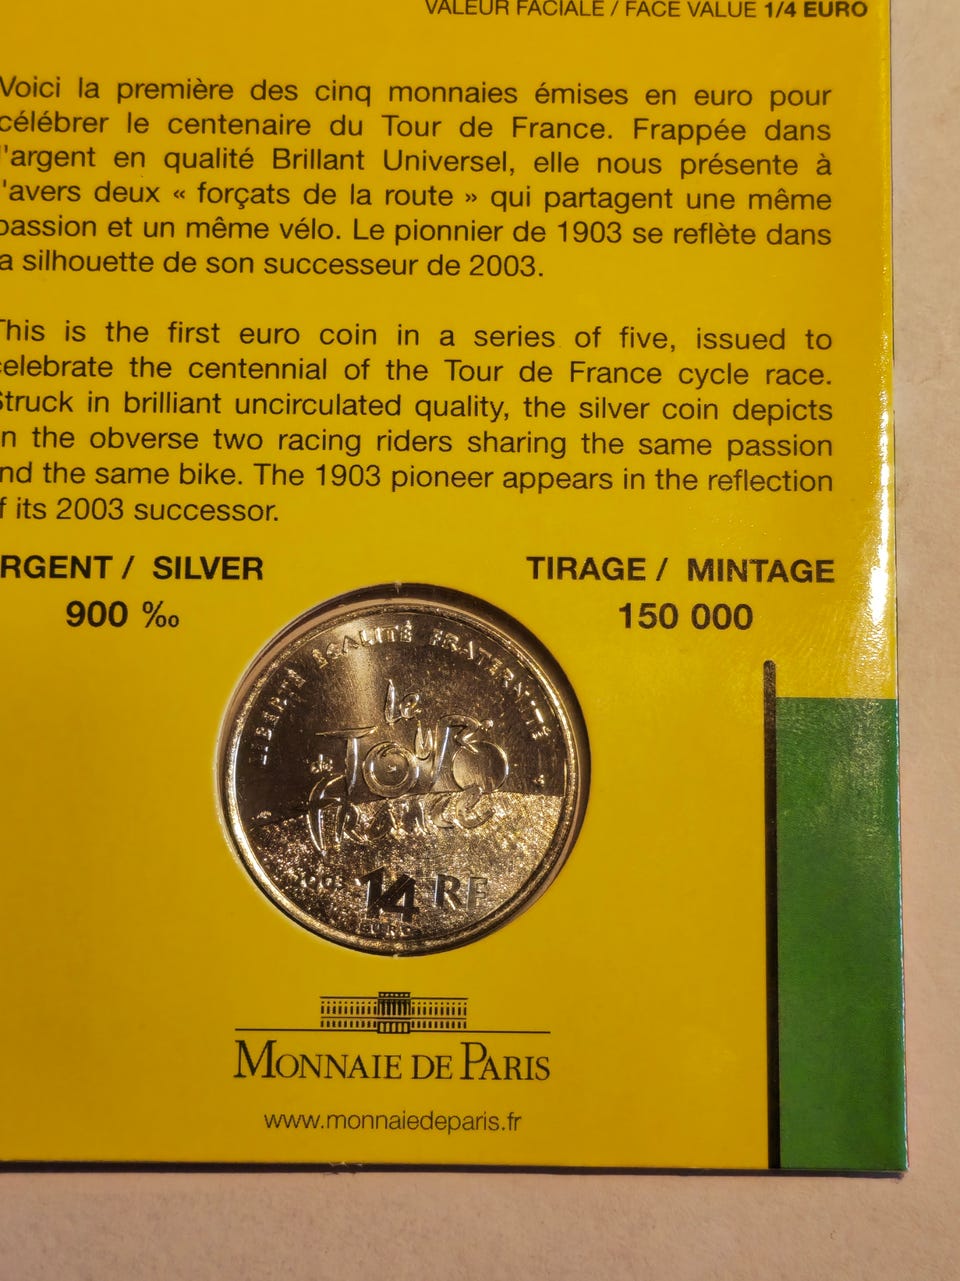 VALEUR FACIALE / FACE VALUE 1/4 EURO
Voici la première des cinq monnaies émises en euro pour
célébrer le centenaire du Tour de France. Frappée dans
l'argent en qualité Brillant Universel, elle nous présente à
l'avers deux « forçats de la route » qui partagent une même
passion et un même vélo. Le pionnier de 1903 se reflète dans
a silhouette de son successeur de 2003.
This is the first euro coin in a series of five, issued to
celebrate the centennial of the Tour de France cycle race.
Struck in brilliant uncirculated quality, the silver coin depicts
n the obverse two racing riders sharing the same passion
nd the same bike. The 1903 pioneer appears in the reflection
f its 2003 successor.
RGENT / SILVER
900 ‰
TIRAGE / MINTAGE
150 000
LIBERTÉ ÉGALITÉ FRATERNITÉ
le
TOUR
de
France
2003
1/4 RF
EURO
MONNAIE DE PARIS
www.monnaiedeparis.fr